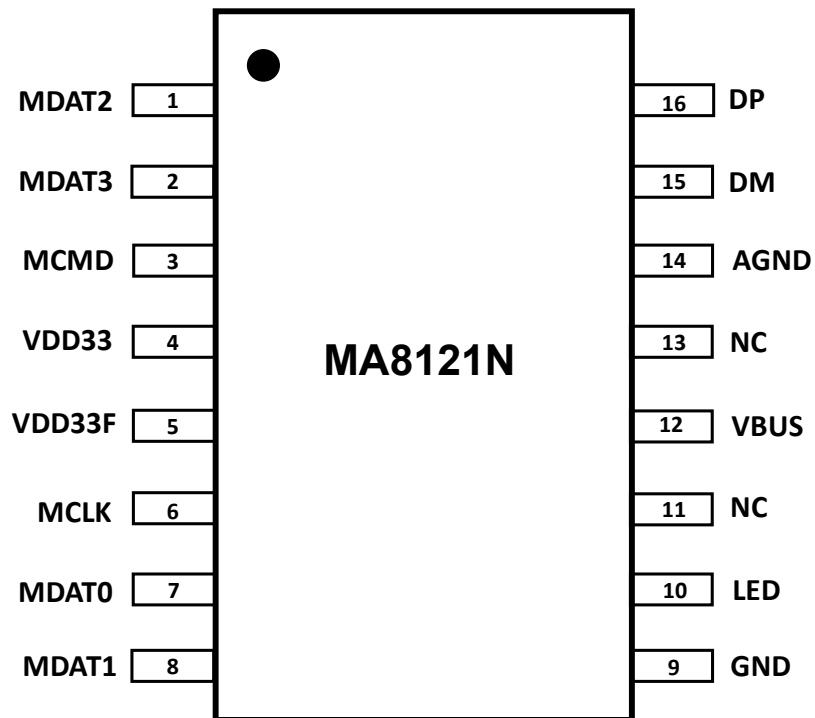 MDAT2 1 16 DP
MDAT3 2 15 DM
MCMD 3 14 AGND
VDD33 4 13 NC
MA8121N
VDD33F 5 12 VBUS
MCLK 6 11 NC
MDAT0 7 10 LED
MDAT1 8 9 GND